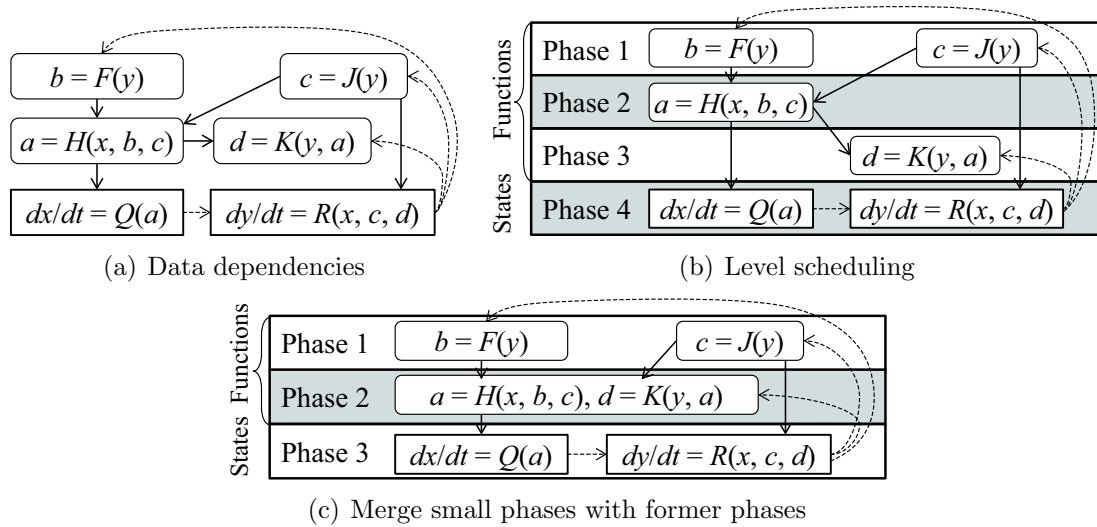 b = F(y)
c = J(y)
a = H(x, b, c)
d = K(y, a)
dx/dt = Q(a)
dy/dt = R(x, c, d)
(a) Data dependencies
Functions
States
Phase 1
b = F(y)
c = J(y)
Phase 2
a = H(x, b, c)
Phase 3
d = K(y, a)
Phase 4
dx/dt = Q(a)
dy/dt = R(x, c, d)
(b) Level scheduling
Functions
States
Phase 1
b = F(y)
c = J(y)
Phase 2
a = H(x, b, c), d = K(y, a)
Phase 3
dx/dt = Q(a)
dy/dt = R(x, c, d)
(c) Merge small phases with former phases